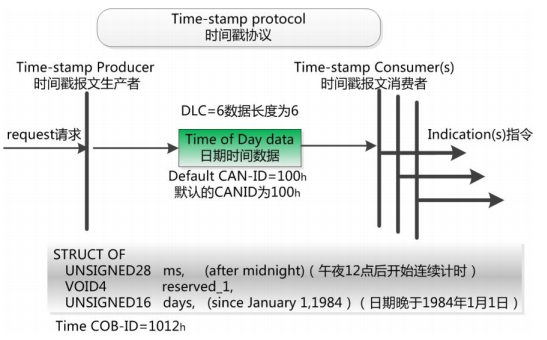 Time-stamp protocol
时间戳协议
Time-stamp Producer
时间戳报文生产者
Time-stamp Consumer(s)
时间戳报文消费者
DLC=6数据长度为6
request请求
Time of Day data
日期时间数据
Indication(s)指令
Default CAN-ID=100h
默认的CANID为100h
STRUCT OF
UNSIGNED28 ms, (after midnight)（午夜12点后开始连续计时）
VOID4 reserved_1,
UNSIGNED16 days, (since January 1,1984)（日期晚于1984年1月1日）
Time COB-ID=1012h